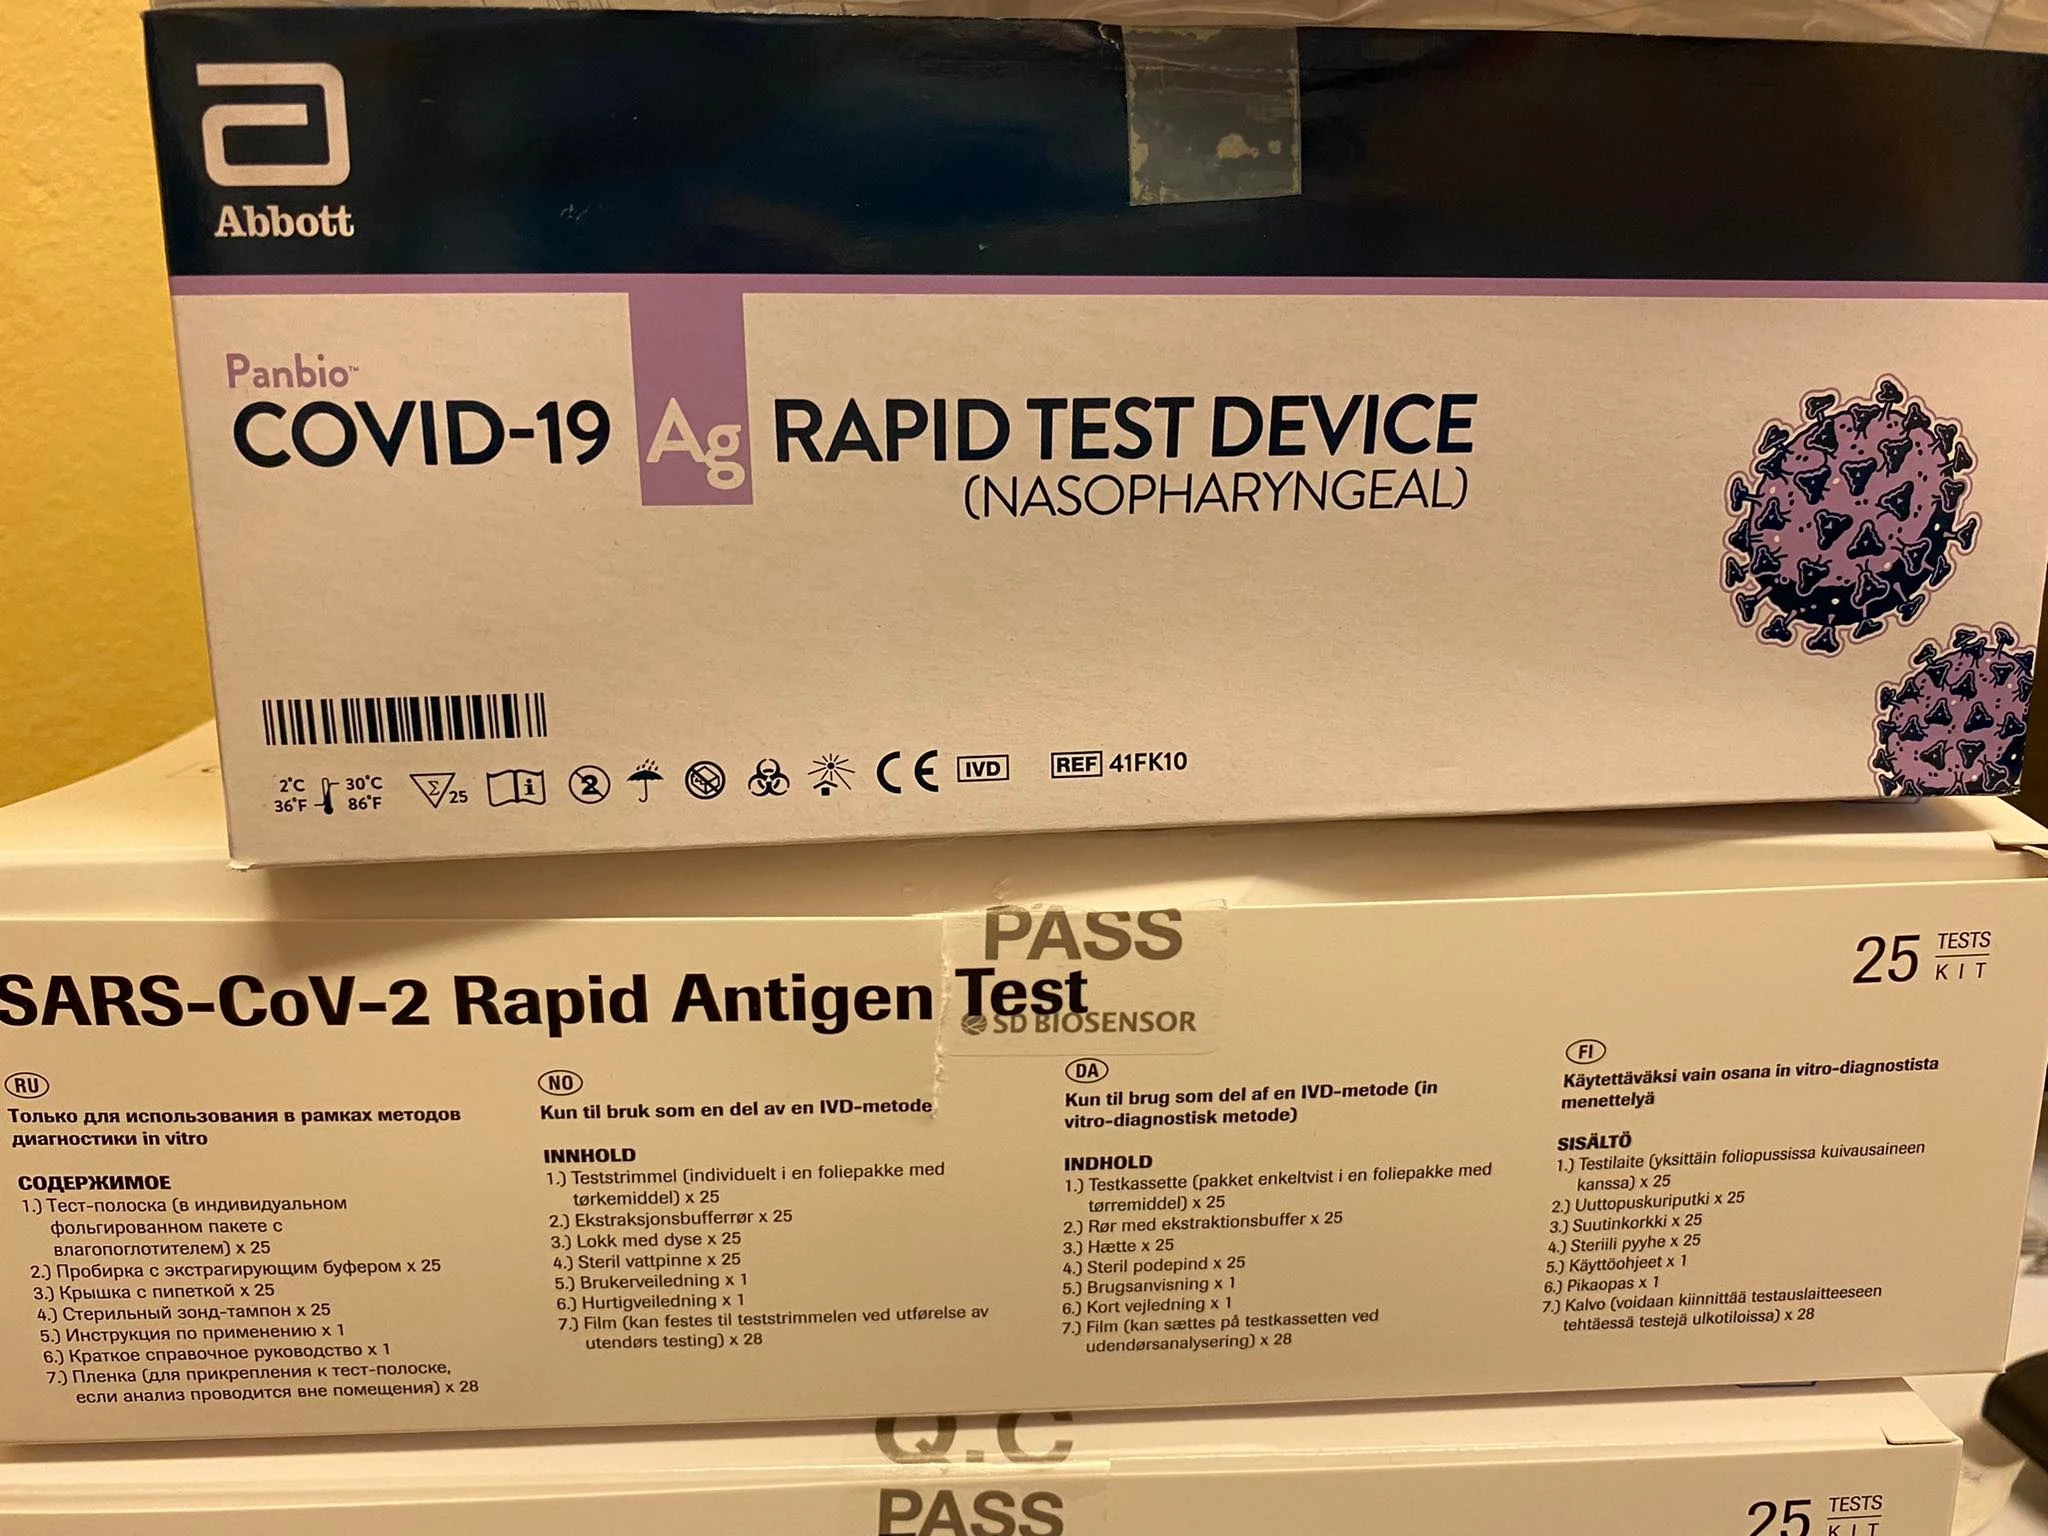 Abbott
Panbio™
COVID-19 Ag RAPID TEST DEVICE
(NASOPHARYNGEAL)
2°C 30°C
36°F 86°F
Σ 25
i
2
CE IVD REF 41FK10
PASS
SARS-CoV-2 Rapid Antigen Test
SD BIOSENSOR
25 TESTS
KIT
RU
Только для использования в рамках методов
диагностики in vitro
СОДЕРЖИМОЕ
1.) Тест-полоска (в индивидуальном
фольгированном пакете с
влагопоглотителем) x 25
2.) Пробирка с экстрагирующим буфером x 25
3.) Крышка с пипеткой x 25
4.) Стерильный зонд-тампон x 25
5.) Инструкция по применению x 1
6.) Краткое справочное руководство x 1
7.) Пленка (для прикрепления к тест-полоске,
если анализ проводится вне помещения) x 28
NO
Kun til bruk som en del av en IVD-metode
INNHOLD
1.) Teststrimmel (individuelt i en foliepakke med
tørkemiddel) x 25
2.) Ekstraksjonsbufferrør x 25
3.) Lokk med dyse x 25
4.) Steril vattpinne x 25
5.) Brukerveiledning x 1
6.) Hurtigveiledning x 1
7.) Film (kan festes til teststrimmelen ved utførelse av
utendørs testing) x 28
DA
Kun til brug som del af en IVD-metode (in
vitro-diagnostisk metode)
INDHOLD
1.) Testkassette (pakket enkeltvist i en foliepakke med
tørremiddel) x 25
2.) Rør med ekstraktionsbuffer x 25
3.) Hætte x 25
4.) Steril podepind x 25
5.) Brugsanvisning x 1
6.) Kort vejledning x 1
7.) Film (kan sættes på testkassetten ved
udendørsanalysering) x 28
FI
Käytettäväksi vain osana in vitro-diagnostista
menettelyä
SISÄLTÖ
1.) Testilaite (yksittäin foliopussissa kuivausaineen
kanssa) x 25
2.) Uuttopuskuriputki x 25
3.) Suutinkorkki x 25
4.) Steriili pyyhe x 25
5.) Käyttöohjeet x 1
6.) Pikaopas x 1
7.) Kalvo (voidaan kiinnittää testauslaitteeseen
tehtäessä testejä ulkotiloissa) x 28
Q.C
PASS
25 TESTS
KIT